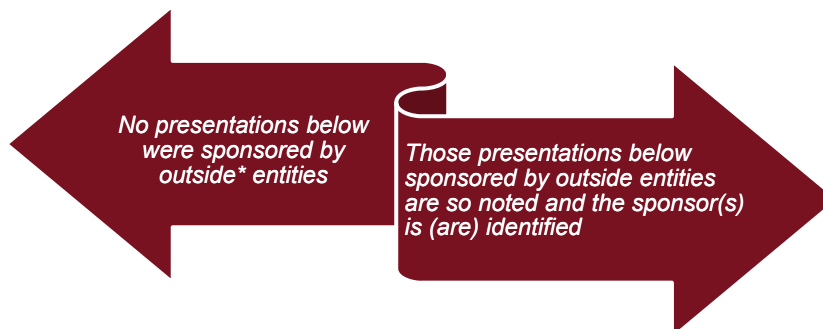 No presentations below
were sponsored by
outside* entities
Those presentations below
sponsored by outside entities
are so noted and the sponsor(s)
is (are) identified